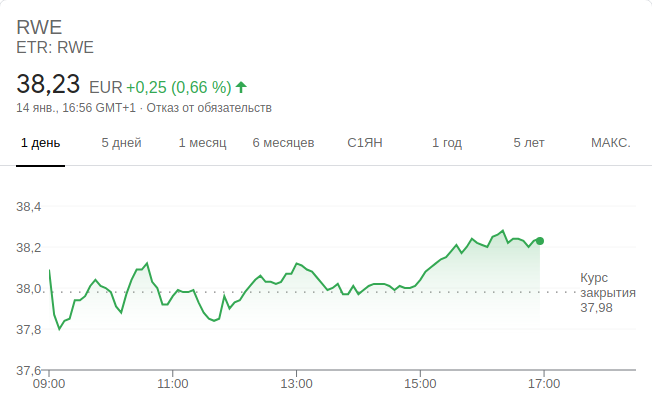 RWE
ETR: RWE
38,23 EUR +0,25 (0,66 %)
14 янв., 16:56 GMT+1 · Отказ от обязательств
1 день 5 дней 1 месяц 6 месяцев С1ЯН 1 год 5 лет МАКС.
38,4
38,2
38,0
37,8
37,6
Курс
закрытия
37,98
09:00 11:00 13:00 15:00 17:00